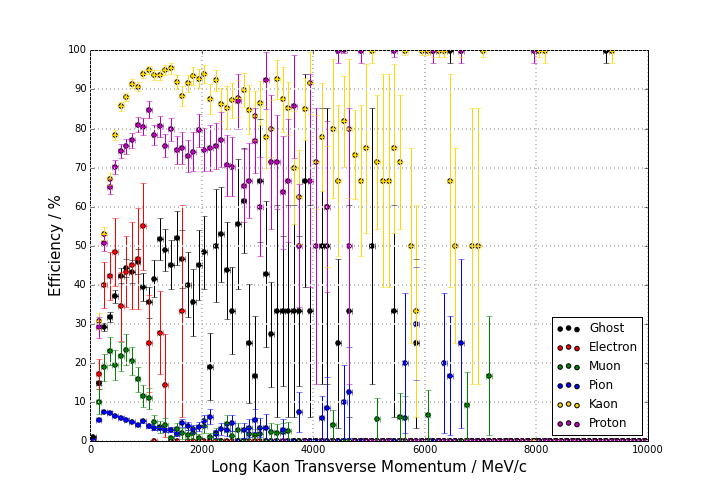 100
90
80
70
60
50
40
30
20
10
0
Efficiency / %
Ghost
Electron
Muon
Pion
Kaon
Proton
0 2000 4000 6000 8000 10000
Long Kaon Transverse Momentum / MeV/c